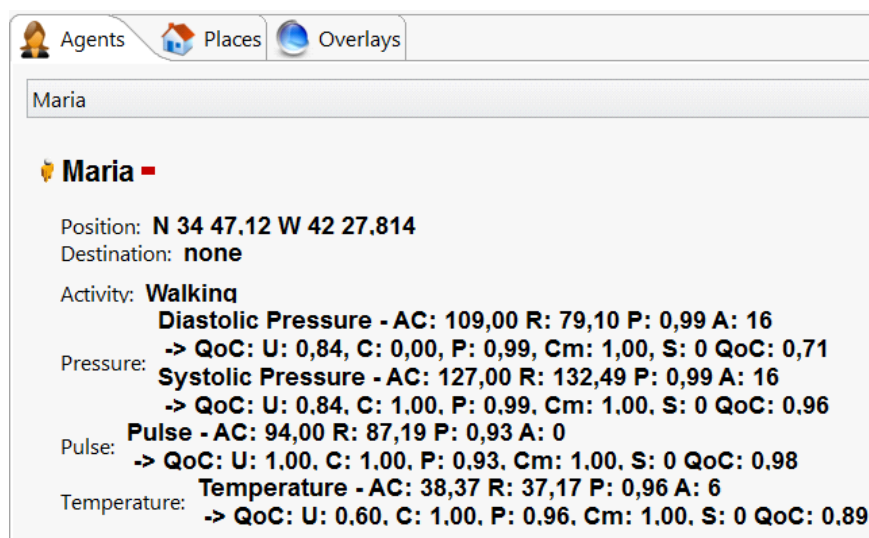 Agents Places Overlays
Maria
Maria
Position: N 34 47,12 W 42 27,814
Destination: none
Activity: Walking
Diastolic Pressure - AC: 109,00 R: 79,10 P: 0,99 A: 16
Pressure: -> QoC: U: 0,84, C: 0,00, P: 0,99, Cm: 1,00, S: 0 QoC: 0,71
Systolic Pressure - AC: 127,00 R: 132,49 P: 0,99 A: 16
-> QoC: U: 0,84, C: 1,00, P: 0,99, Cm: 1,00, S: 0 QoC: 0,96
Pulse: Pulse - AC: 94,00 R: 87,19 P: 0,93 A: 0
-> QoC: U: 1,00, C: 1,00, P: 0,93, Cm: 1,00, S: 0 QoC: 0,98
Temperature: Temperature - AC: 38,37 R: 37,17 P: 0,96 A: 6
-> QoC: U: 0,60, C: 1,00, P: 0,96, Cm: 1,00, S: 0 QoC: 0,89